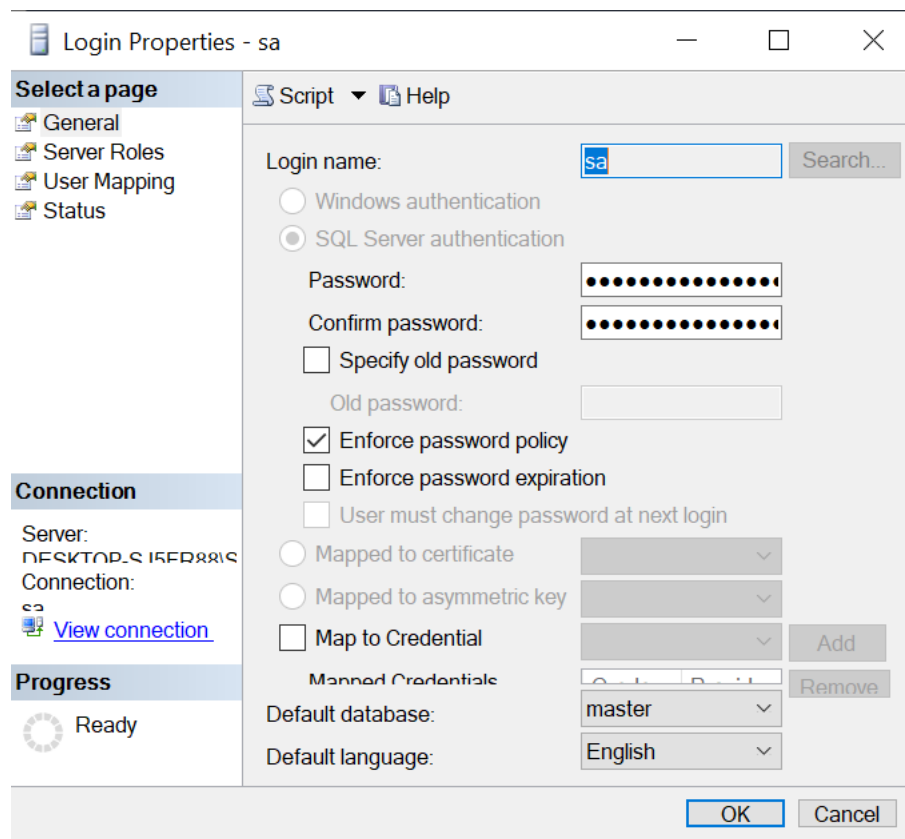 Login Properties - sa
Select a page
General
Server Roles
User Mapping
Status
Script Help
Login name: sa Search...
Windows authentication
SQL Server authentication
Password: ●●●●●●●●●●●●●●●
Confirm password: ●●●●●●●●●●●●●●●
Specify old password
Old password:
Enforce password policy
Enforce password expiration
User must change password at next login
Mapped to certificate
Mapped to asymmetric key
Map to Credential Add
Mapped Credentials Remove
Default database: master
Default language: English
Connection
Server:
Connection:
sa
View connection
Progress
Ready
OK Cancel